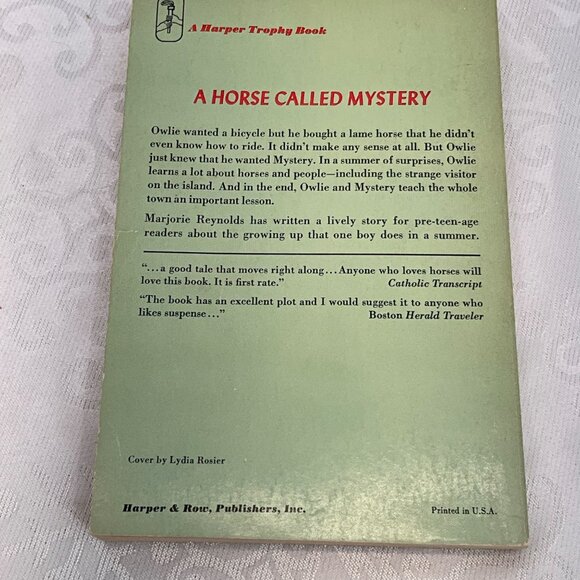 A Harper Trophy Book
A HORSE CALLED MYSTERY
Owlie wanted a bicycle but he bought a lame horse that he didn't
even know how to ride. It didn't make any sense at all. But Owlie
just knew that he wanted Mystery. In a summer of surprises, Owlie
learns a lot about horses and people—including the strange visitor
on the island. And in the end, Owlie and Mystery teach the whole
town an important lesson.
Marjorie Reynolds has written a lively story for pre-teen-age
readers about the growing up that one boy does in a summer.
“...a good tale that moves right along...Anyone who loves horses will
love this book. It is first rate.” Catholic Transcript
“The book has an excellent plot and I would suggest it to anyone who
likes suspense...” Boston Herald Traveler
Cover by Lydia Rosier
Harper & Row, Publishers, Inc. Printed in U.S.A.